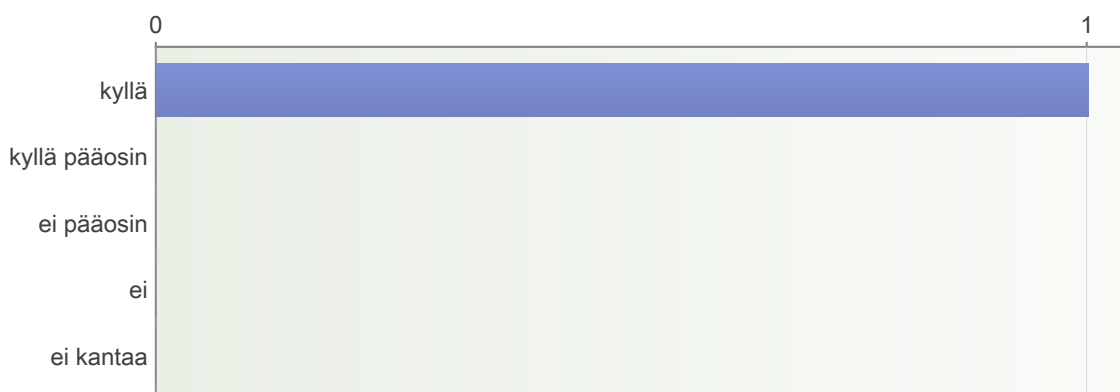 0 1
kyllä
kyllä pääosin
ei pääosin
ei
ei kantaa